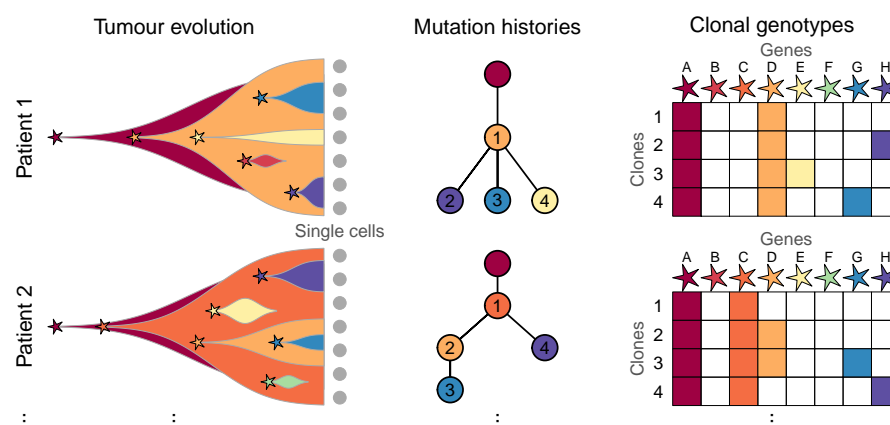 Tumour evolution
Mutation histories
Clonal genotypes
Patient 1
Single cells
1
2
3
4
Genes
A B C D E F G H
Clones
1
2
3
4
Patient 2
1
2
4
3
Genes
A B C D E F G H
Clones
1
2
3
4